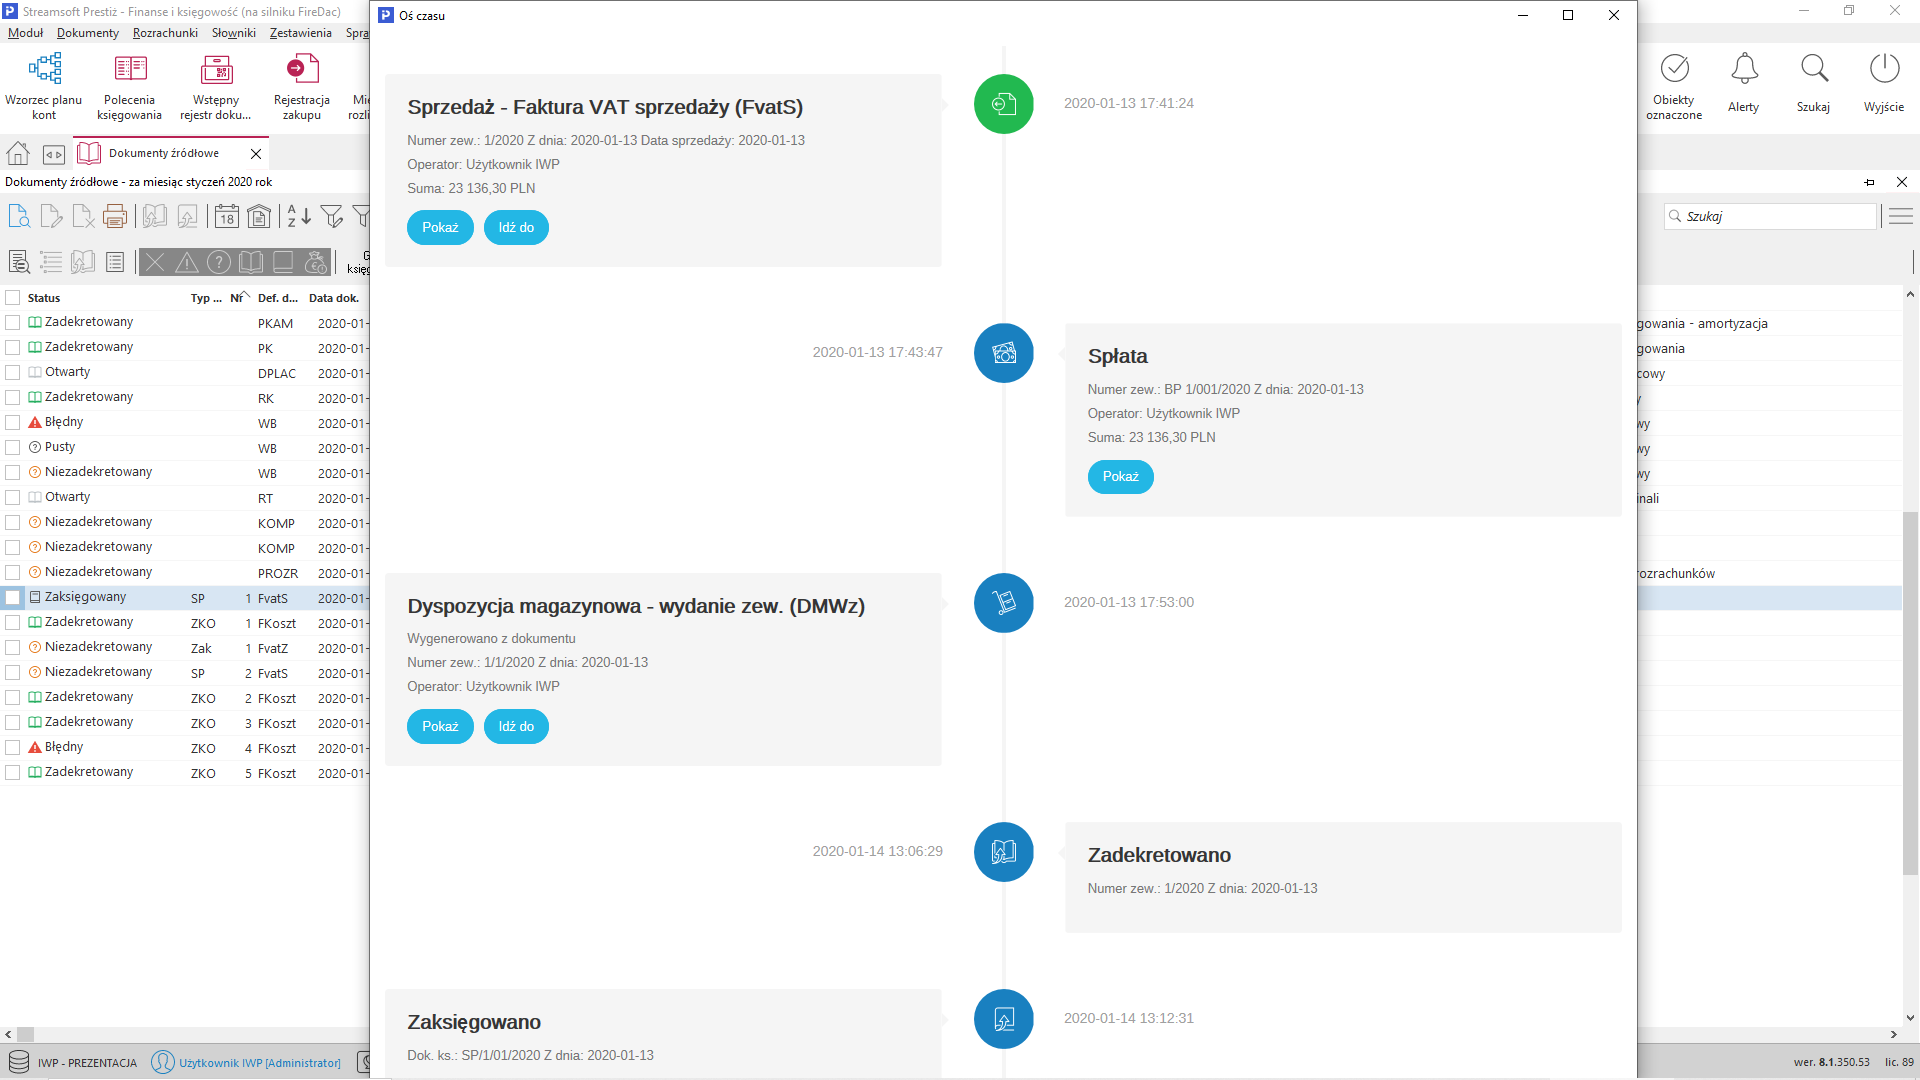 Streamsoft Prestiż - Finanse i księgowość (na silniku FireDac)
Moduł Dokumenty Rozrachunki Słowniki Zestawienia
Wzorzec planu kont
Polecenia księgowania
Wstępny rejestr doku...
Rejestracja zakupu
Obiekty oznaczone
Alerty
Szukaj
Wyjście
Dokumenty źródłowe
Dokumenty źródłowe - za miesiąc styczeń 2020 rok
18
A Z
Szukaj
Status Typ ... Nr Def. d... Data dok.
Zadekretowany PKAM 2020-01-
Zadekretowany PK 2020-01-
Otwarty DPLAC 2020-01-
Zadekretowany RK 2020-01-
Błędny WB 2020-01-
Pusty WB 2020-01-
Niezadekretowany WB 2020-01-
Otwarty RT 2020-01-
Niezadekretowany KOMP 2020-01-
Niezadekretowany KOMP 2020-01-
Niezadekretowany PROZR 2020-01-
Zaksięgowany SP 1 FvatS 2020-01-
Zadekretowany ZKO 1 FKoszt 2020-01-
Niezadekretowany Zak 1 FvatZ 2020-01-
Niezadekretowany SP 2 FvatS 2020-01-
Zadekretowany ZKO 2 FKoszt 2020-01-
Zadekretowany ZKO 3 FKoszt 2020-01-
Błędny ZKO 4 FKoszt 2020-01-
Zadekretowany ZKO 5 FKoszt 2020-01-
Oś czasu
Sprzedaż - Faktura VAT sprzedaży (FvatS)
Numer zew.: 1/2020 Z dnia: 2020-01-13 Data sprzedaży: 2020-01-13
Operator: Użytkownik IWP
Suma: 23 136,30 PLN
Pokaż Idź do
2020-01-13 17:41:24
2020-01-13 17:43:47
Spłata
Numer zew.: BP 1/001/2020 Z dnia: 2020-01-13
Operator: Użytkownik IWP
Suma: 23 136,30 PLN
Pokaż
Dyspozycja magazynowa - wydanie zew. (DMWz)
Wygenerowano z dokumentu
Numer zew.: 1/1/2020 Z dnia: 2020-01-13
Operator: Użytkownik IWP
Pokaż Idź do
2020-01-13 17:53:00
2020-01-14 13:06:29
Zadekretowano
Numer zew.: 1/2020 Z dnia: 2020-01-13
Zaksięgowano
Dok. ks.: SP/1/01/2020 Z dnia: 2020-01-13
2020-01-14 13:12:31
gowania - amortyzacja
gowania
cowy
wy
wy
wy
inali
rozrachunków
IWP - PREZENTACJA Użytkownik IWP [Administrator]
wer. 8.1.350.53 lic. 89